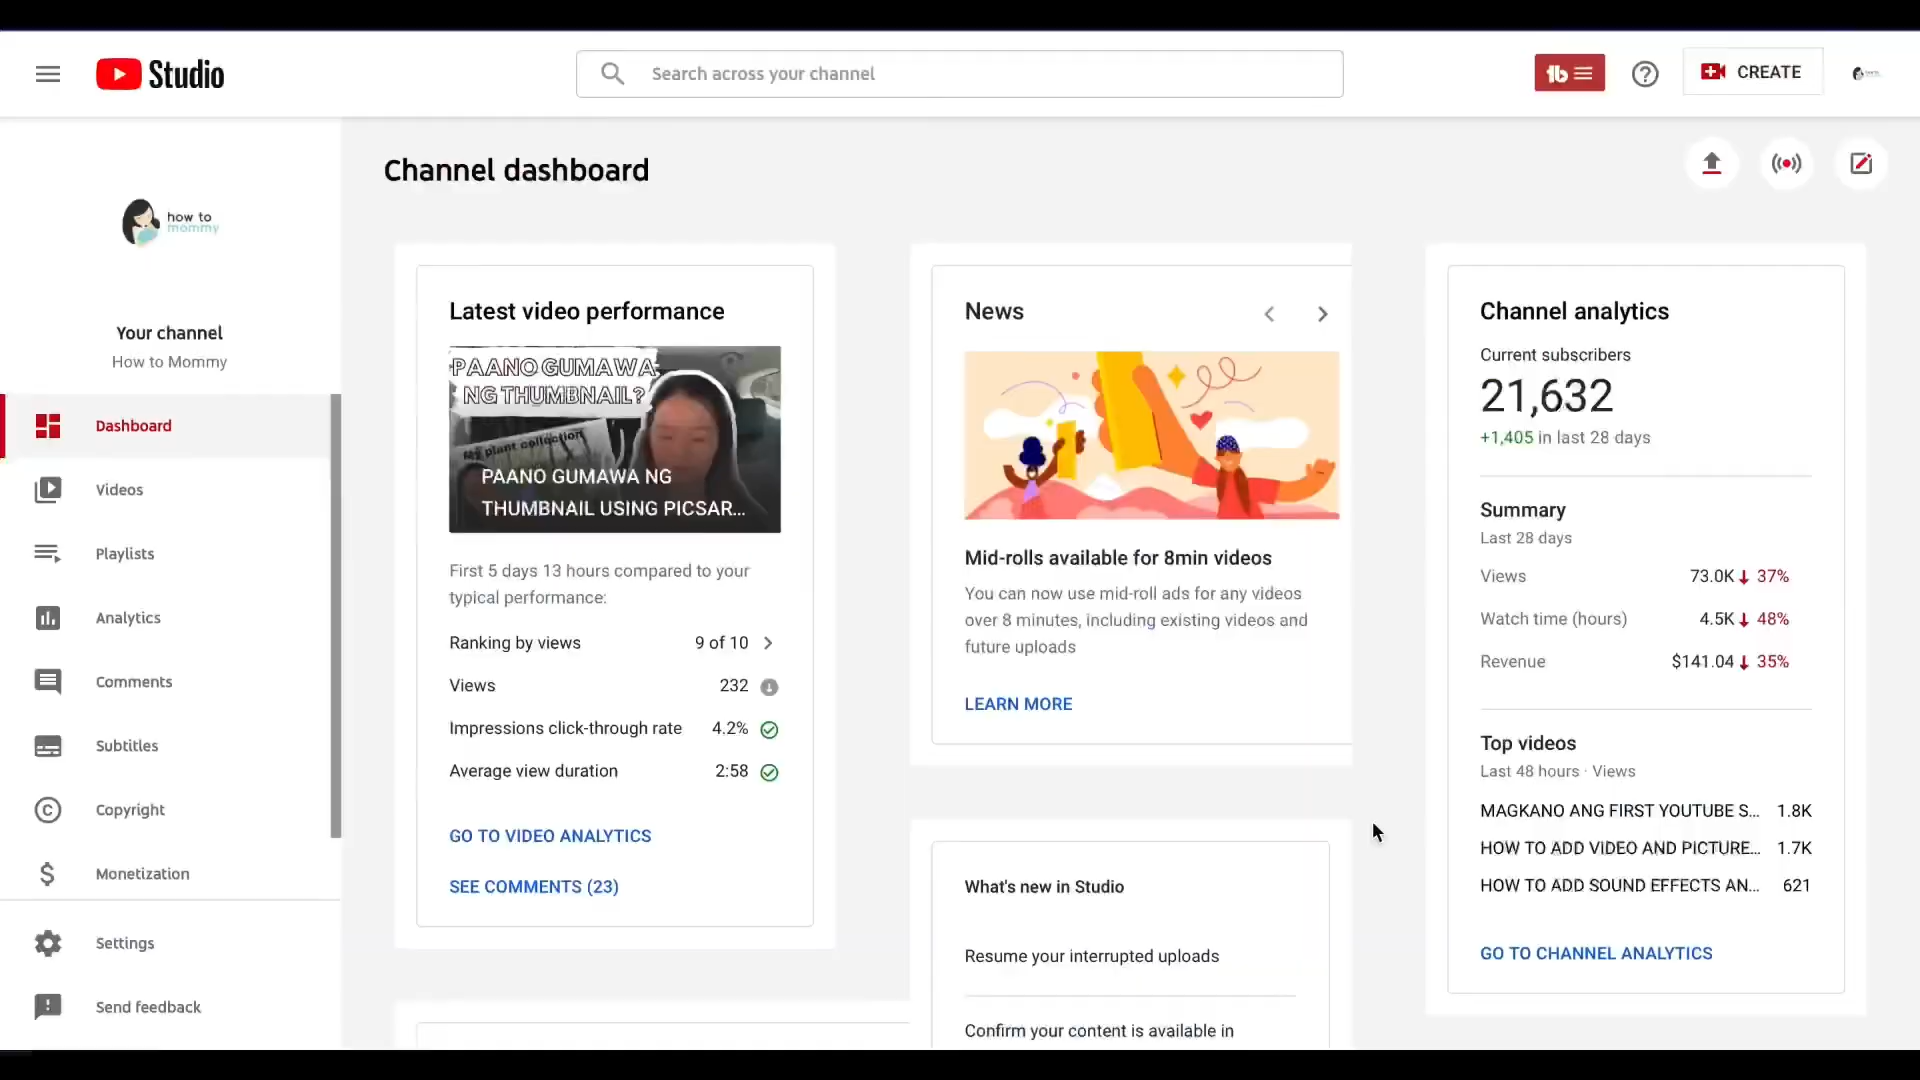 Studio
Search across your channel
CREATE
how to
mommy
Your channel
How to Mommy
Dashboard
Videos
Playlists
Analytics
Comments
Subtitles
Copyright
Monetization
Settings
Send feedback
Channel dashboard
Latest video performance
PAANO GUMAWA
NG THUMBNAIL?
My plant collection
PAANO GUMAWA NG
THUMBNAIL USING PICSAR...
First 5 days 13 hours compared to your
typical performance:
Ranking by views 9 of 10
Views 232
Impressions click-through rate 4.2%
Average view duration 2:58
GO TO VIDEO ANALYTICS
SEE COMMENTS (23)
News
Mid-rolls available for 8min videos
You can now use mid-roll ads for any videos
over 8 minutes, including existing videos and
future uploads
LEARN MORE
What's new in Studio
Resume your interrupted uploads
Confirm your content is available in
Channel analytics
Current subscribers
21,632
+1,405 in last 28 days
Summary
Last 28 days
Views 73.0K 37%
Watch time (hours) 4.5K 48%
Revenue $141.04 35%
Top videos
Last 48 hours · Views
MAGKANO ANG FIRST YOUTUBE S... 1.8K
HOW TO ADD VIDEO AND PICTURE... 1.7K
HOW TO ADD SOUND EFFECTS AN... 621
GO TO CHANNEL ANALYTICS